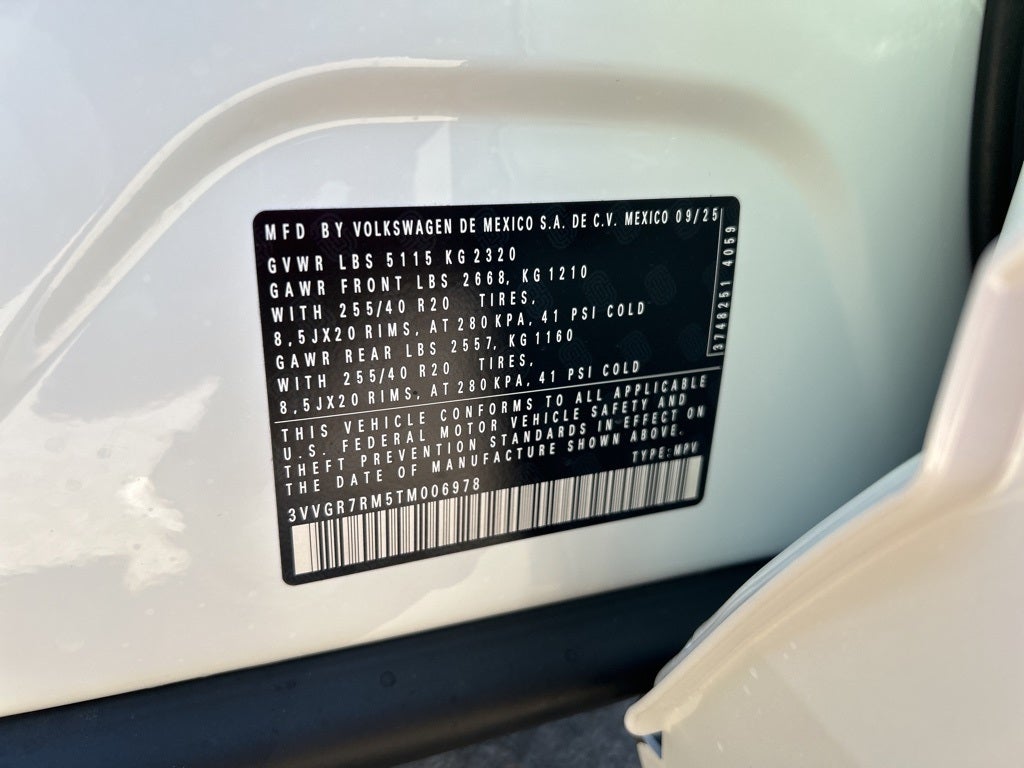 MFD BY VOLKSWAGEN DE MEXICO S.A. DE C.V. MEXICO 09/25
GVWR LBS 5115 KG 2320
GAWR FRONT LBS 2668, KG1210
WITH 255/40 R20 TIRES,
8,5JX20 RIMS, AT 280 KPA, 41 PSI COLD
GAWR REAR LBS 2557, KG1160
WITH 255/40 R20 TIRES,
8,5JX20 RIMS, AT 280 KPA, 41 PSI COLD
3748251 4059
THIS VEHICLE CONFORMS TO ALL APPLICABLE
U.S. FEDERAL MOTOR VEHICLE SAFETY AND
THEFT PREVENTION STANDARDS IN EFFECT ON
THE DATE OF MANUFACTURE SHOWN ABOVE.
TYPE: MPV
3VVGR7RM5TM006978